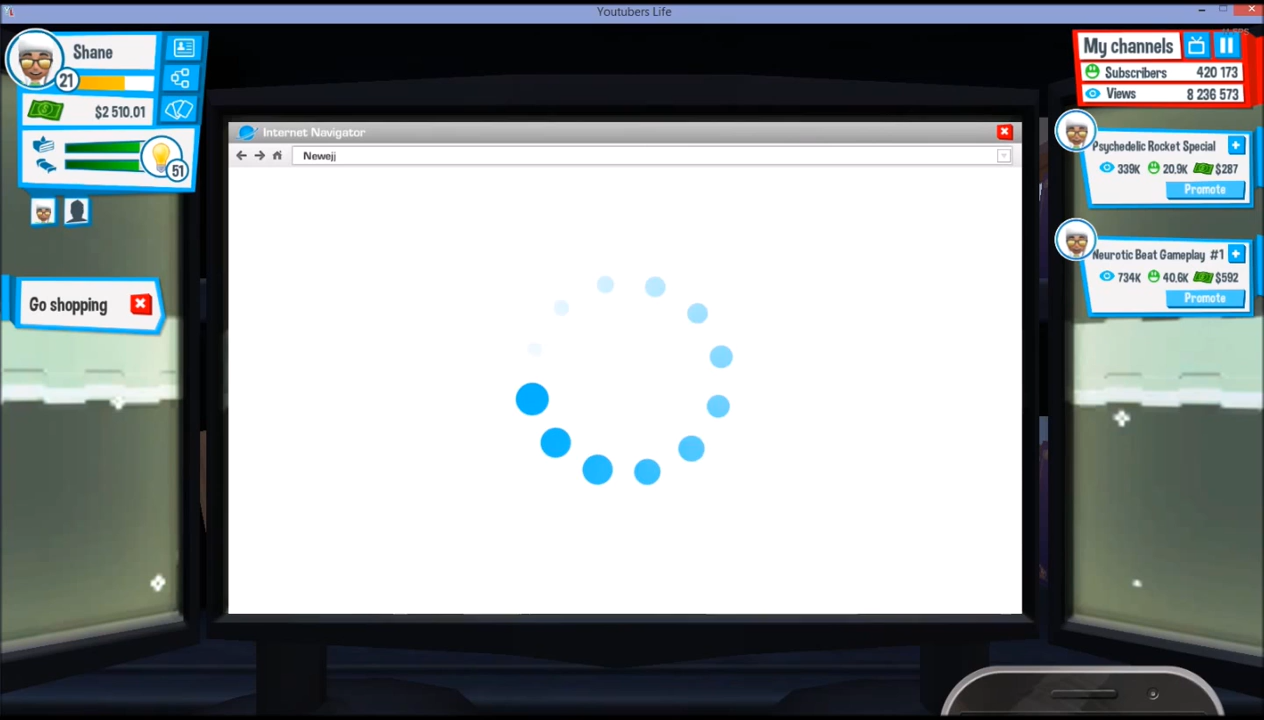 Youtubers Life
Shane
21
$2 510.01
51
Go shopping
Internet Navigator
Newejj
My channels
Subscribers 420 173
Views 8 236 573
Psychedelic Rocket Special
339K 20.9K $287
Promote
Neurotic Beat Gameplay #1
734K 40.6K $592
Promote